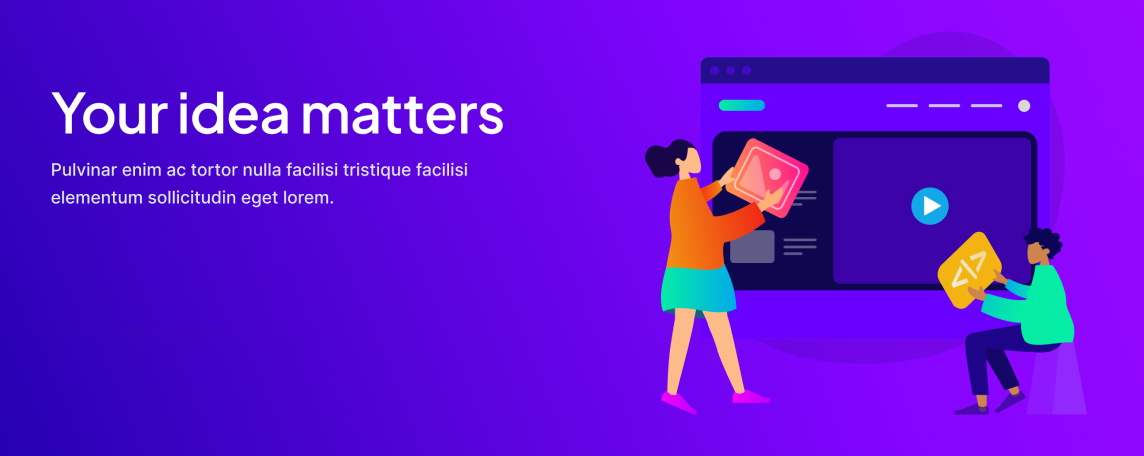 Your idea matters
Pulvinar enim ac tortor nulla facilisi tristique facilisi
elementum sollicitudin eget lorem.
</>